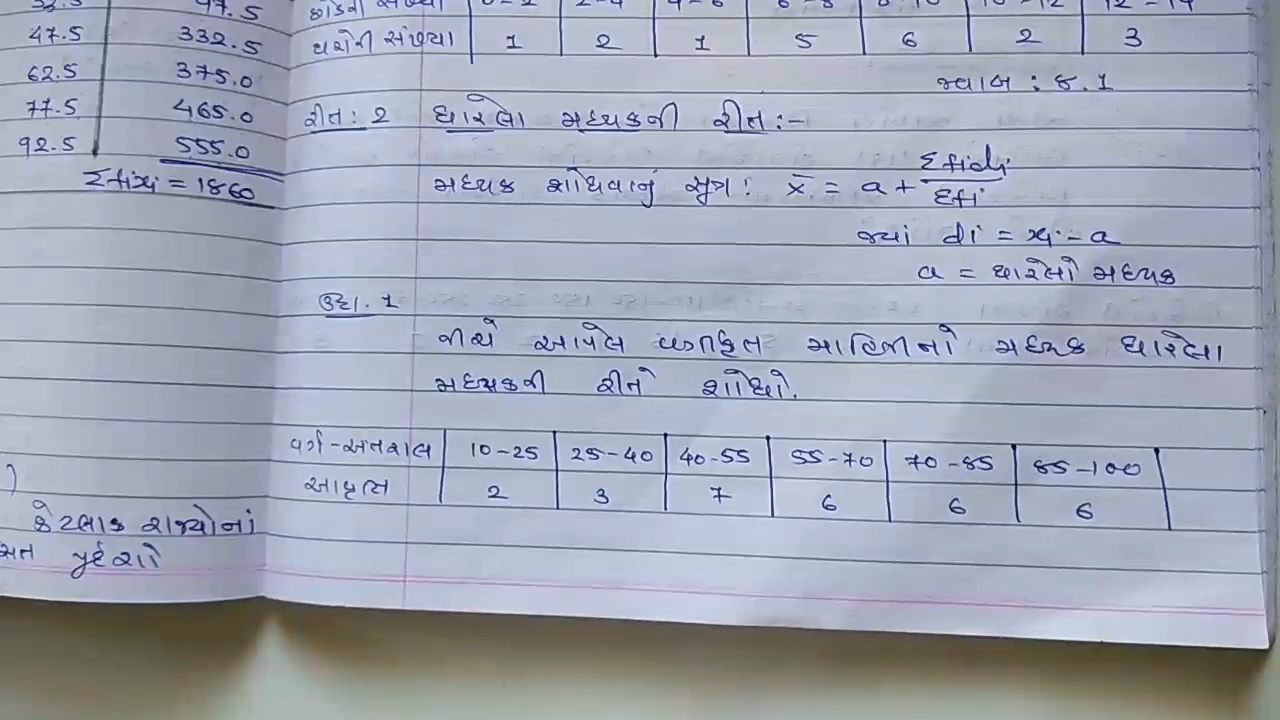 47.5 332.5
62.5 375.0
77.5 465.0
92.5 555.0
Σfixi = 1860
કેટલાક રાજ્યોનાં
ઘરોની સંખ્યા 1 2 1 5 6 2 3
જવાબ : ૪.1
રીત: 2 ધારેલા મધ્યકની રીત:-
મધ્યક શોધવાનું સૂત્ર: x̄ = a + Σfidi / Σfi
જ્યાં di = xi - a
a = ધારેલો મધ્યક
ઉદા. 1
નીચે આપેલ વર્ગીકૃત માહિતીનો મધ્યક ધારેલા
મધ્યકની રીતે શોધો.
વર્ગ-અંતરાલ 10-25 25-40 40-55 55-70 70-85 85-100
આવૃત્તિ 2 3 7 6 6 6